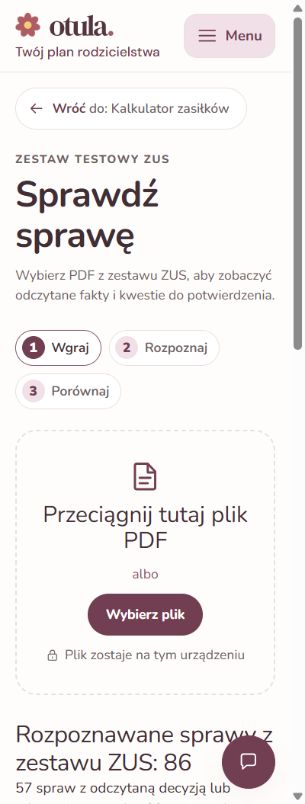 otula.
Twój plan rodzicielstwa
Menu
← Wróć do: Kalkulator zasiłków
ZESTAW TESTOWY ZUS
Sprawdź
sprawę
Wybierz PDF z zestawu ZUS, aby zobaczyć
odczytane fakty i kwestie do potwierdzenia.
1 Wgraj
2 Rozpoznaj
3 Porównaj
Przeciągnij tutaj plik
PDF
albo
Wybierz plik
Plik zostaje na tym urządzeniu
Rozpoznawane sprawy z
zestawu ZUS: 86
57 spraw z odczytaną decyzją lub